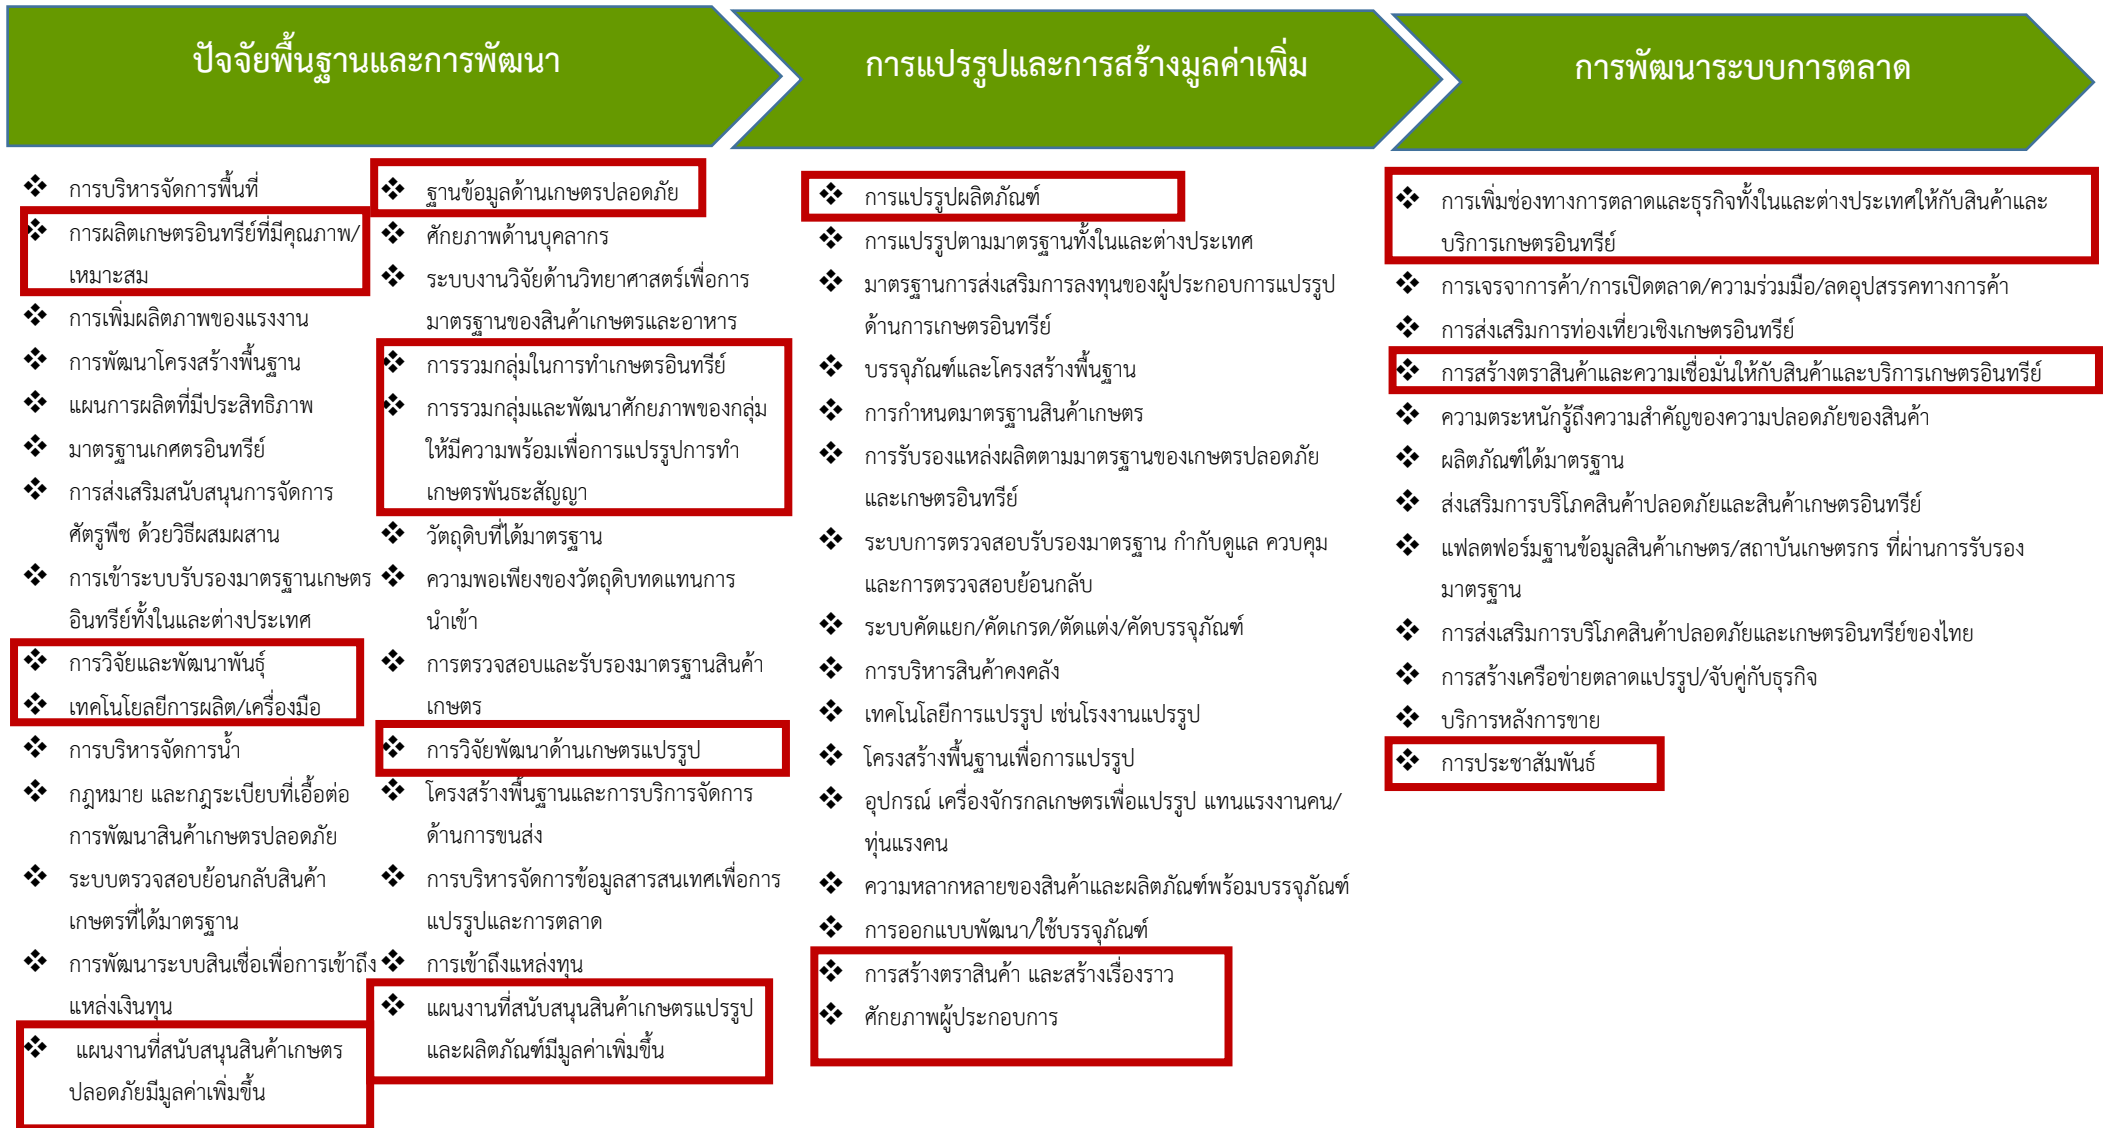 ปัจจัยพื้นฐานและการพัฒนา
การแปรรูปและการสร้างมูลค่าเพิ่ม
การพัฒนาระบบการตลาด
❖ การบริหารจัดการพื้นที่
❖ การผลิตเกษตรอินทรีย์ที่มีคุณภาพ/
เหมาะสม
❖ การเพิ่มผลิตภาพของแรงงาน
❖ การพัฒนาโครงสร้างพื้นฐาน
❖ แผนการผลิตที่มีประสิทธิภาพ
❖ มาตรฐานเกศตรอินทรีย์
❖ การส่งเสริมสนับสนุนการจัดการ
ศัตรูพืช ด้วยวิธีผสมผสาน
❖ การเข้าระบบรับรองมาตรฐานเกษตร
อินทรีย์ทั้งในและต่างประเทศ
❖ การวิจัยและพัฒนาพันธุ์
❖ เทคโนโยลยีการผลิต/เครื่องมือ
❖ การบริหารจัดการน้ำ
❖ กฎหมาย และกฎระเบียบที่เอื้อต่อ
การพัฒนาสินค้าเกษตรปลอดภัย
❖ ระบบตรวจสอบย้อนกลับสินค้า
เกษตรที่ได้มาตรฐาน
❖ การพัฒนาระบบสินเชื่อเพื่อการเข้าถึง
แหล่งเงินทุน
❖ แผนงานที่สนับสนุนสินค้าเกษตร
ปลอดภัยมีมูลค่าเพิ่มขึ้น
❖ ฐานข้อมูลด้านเกษตรปลอดภัย
❖ ศักยภาพด้านบุคลากร
❖ ระบบงานวิจัยด้านวิทยาศาสตร์เพื่อการ
มาตรฐานของสินค้าเกษตรและอาหาร
❖ การรวมกลุ่มในการทำเกษตรอินทรีย์
❖ การรวมกลุ่มและพัฒนาศักยภาพของกลุ่ม
ให้มีความพร้อมเพื่อการแปรรูปการทำ
เกษตรพันธะสัญญา
❖ วัตถุดิบที่ได้มาตรฐาน
❖ ความพอเพียงของวัตถุดิบทดแทนการ
นำเข้า
❖ การตรวจสอบและรับรองมาตรฐานสินค้า
เกษตร
❖ การวิจัยพัฒนาด้านเกษตรแปรรูป
❖ โครงสร้างพื้นฐานและการบริการจัดการ
ด้านการขนส่ง
❖ การบริหารจัดการข้อมูลสารสนเทศเพื่อการ
แปรรูปและการตลาด
❖ การเข้าถึงแหล่งทุน
❖ แผนงานที่สนับสนุนสินค้าเกษตรแปรรูป
และผลิตภัณฑ์มีมูลค่าเพิ่มขึ้น
❖ การแปรรูปผลิตภัณฑ์
❖ การแปรรูปตามมาตรฐานทั้งในและต่างประเทศ
❖ มาตรฐานการส่งเสริมการลงทุนของผู้ประกอบการแปรรูป
ด้านการเกษตรอินทรีย์
❖ บรรจุภัณฑ์และโครงสร้างพื้นฐาน
❖ การกำหนดมาตรฐานสินค้าเกษตร
❖ การรับรองแหล่งผลิตตามมาตรฐานของเกษตรปลอดภัย
และเกษตรอินทรีย์
❖ ระบบการตรวจสอบรับรองมาตรฐาน กำกับดูแล ควบคุม
และการตรวจสอบย้อนกลับ
❖ ระบบคัดแยก/คัดเกรด/ตัดแต่ง/คัดบรรจุภัณฑ์
❖ การบริหารสินค้าคงคลัง
❖ เทคโนโลยีการแปรรูป เช่นโรงงานแปรรูป
❖ โครงสร้างพื้นฐานเพื่อการแปรรูป
❖ อุปกรณ์ เครื่องจักรกลเกษตรเพื่อแปรรูป แทนแรงงานคน/
ทุ่นแรงคน
❖ ความหลากหลายของสินค้าและผลิตภัณฑ์พร้อมบรรจุภัณฑ์
❖ การออกแบบพัฒนา/ใช้บรรจุภัณฑ์
❖ การสร้างตราสินค้า และสร้างเรื่องราว
❖ ศักยภาพผู้ประกอบการ
❖ การเพิ่มช่องทางการตลาดและธุรกิจทั้งในและต่างประเทศให้กับสินค้าและ
บริการเกษตรอินทรีย์
❖ การเจรจาการค้า/การเปิดตลาด/ความร่วมมือ/ลดอุปสรรคทางการค้า
❖ การส่งเสริมการท่องเที่ยวเชิงเกษตรอินทรีย์
❖ การสร้างตราสินค้าและความเชื่อมั่นให้กับสินค้าและบริการเกษตรอินทรีย์
❖ ความตระหนักรู้ถึงความสำคัญของความปลอดภัยของสินค้า
❖ ผลิตภัณฑ์ได้มาตรฐาน
❖ ส่งเสริมการบริโภคสินค้าปลอดภัยและสินค้าเกษตรอินทรีย์
❖ แฟลตฟอร์มฐานข้อมูลสินค้าเกษตร/สถาบันเกษตรกร ที่ผ่านการรับรอง
มาตรฐาน
❖ การส่งเสริมการบริโภคสินค้าปลอดภัยและเกษตรอินทรีย์ของไทย
❖ การสร้างเครือข่ายตลาดแปรรูป/จับคู่กับธุรกิจ
❖ บริการหลังการขาย
❖ การประชาสัมพันธ์